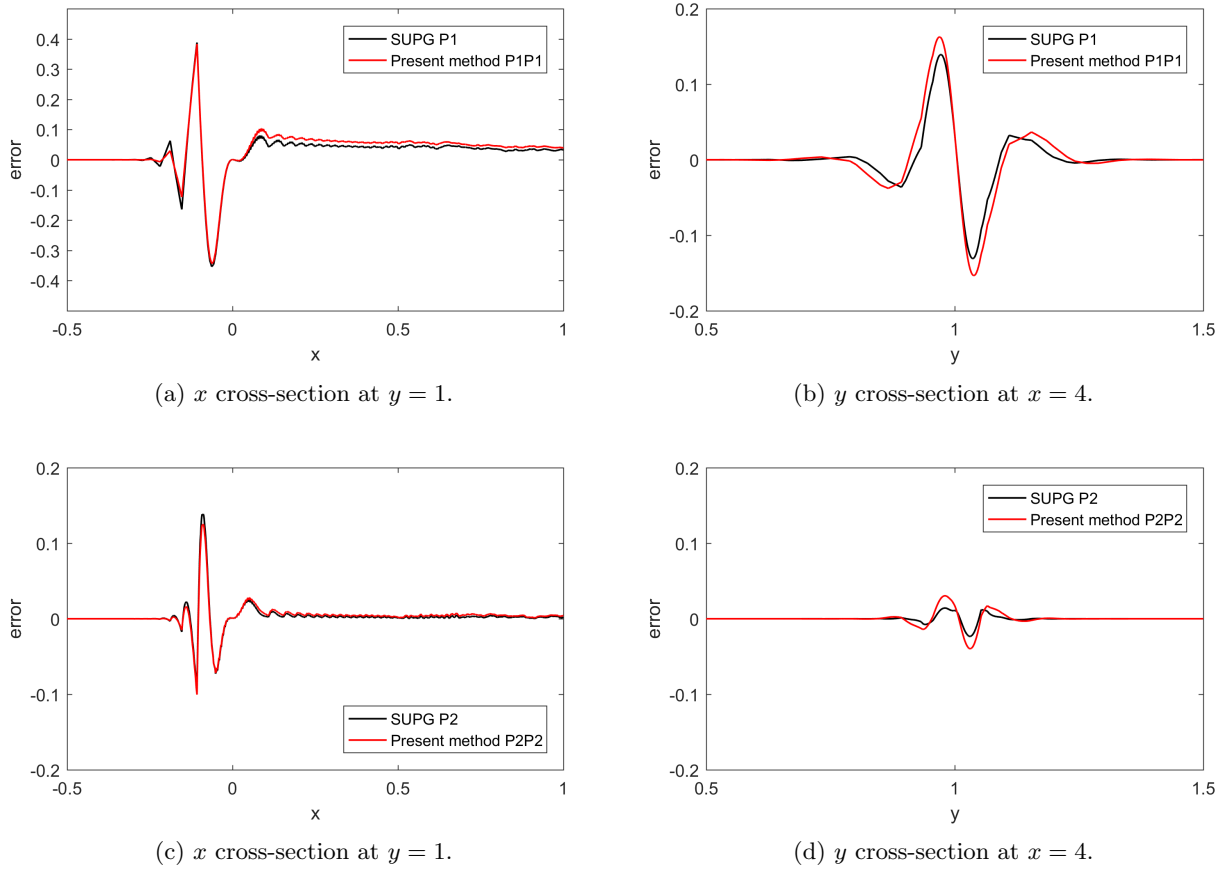 0.4
0.3
0.2
0.1
0
-0.1
-0.2
-0.3
-0.4
error
-0.5
0
0.5
1
x
SUPG P1
Present method P1P1
(a) x cross-section at y = 1.
0.2
0.1
0
-0.1
-0.2
error
0.5
1
1.5
y
SUPG P1
Present method P1P1
(b) y cross-section at x = 4.
0.2
0.1
0
-0.1
-0.2
error
-0.5
0
0.5
1
x
SUPG P2
Present method P2P2
(c) x cross-section at y = 1.
0.2
0.1
0
-0.1
-0.2
error
0.5
1
1.5
y
SUPG P2
Present method P2P2
(d) y cross-section at x = 4.